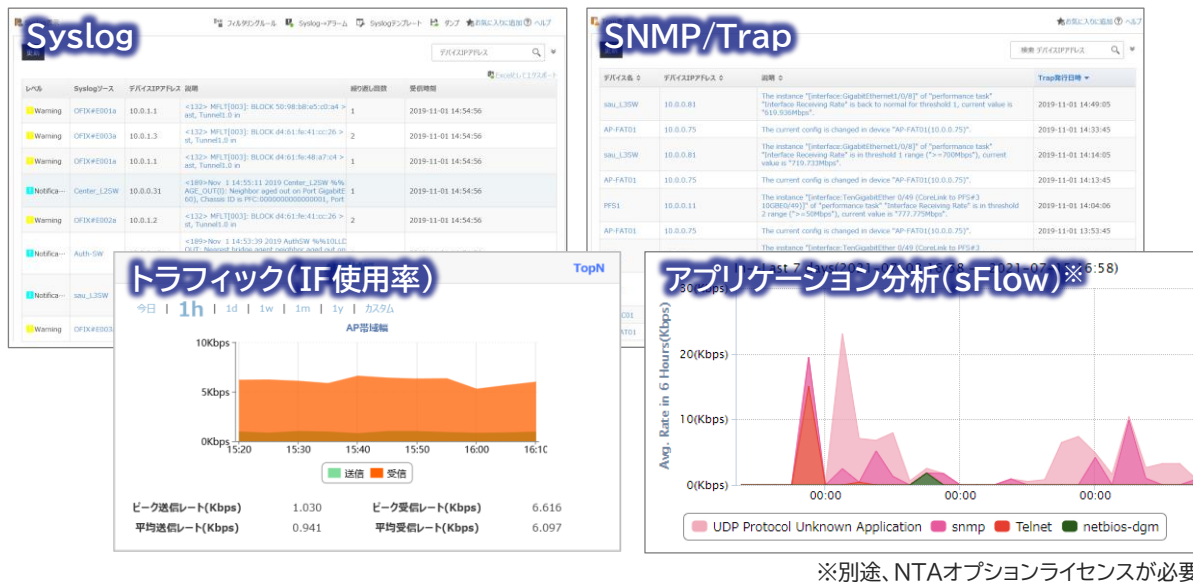 Syslog
フィルタリングルール Syslog→アラーム Syslogテンプレート ダンプ お気に入りに追加 ヘルプ
デバイスIPアドレス
レベル Syslogソース デバイスIPアドレス 説明 繰り返し回数 受信時間
Warning OFIX#E001a 10.0.1.1 <132> MFLT[003]: BLOCK 50:98:b8:e5:c0:a4 > 1 2019-11-01 14:54:56
ast, Tunnel1.0 in
Warning OFIX#E003a 10.0.1.3 <132> MFLT[003]: BLOCK d4:61:fe:41:cc:26 > 2 2019-11-01 14:54:56
st, Tunnel1.0 in
Warning OFIX#E001a 10.0.1.1 <132> MFLT[003]: BLOCK d4:61:fe:48:a7:c4 > 1 2019-11-01 14:54:56
ast, Tunnel1.0 in
Notifica… Center_L2SW 10.0.0.31 <189>Nov 1 14:55:11 2019 Center_L2SW %% 1 2019-11-01 14:54:56
AGE_OUT(I): Neighbor aged out on Port GigabitE
60), Chassis ID is PFC:0000000000000001, Port
Warning OFIX#E002a 10.0.1.2 <132> MFLT[003]: BLOCK d4:61:fe:41:cc:26 > 2 2019-11-01 14:54:56
st, Tunnel1.0 in
Notifica… Auth-SW <189>Nov 1 14:53:39 2019 AuthSW %%10LLC
Notifica… sau_L3SW
Warning OFIX#E003
SNMP/Trap
お気に入りに追加 ヘルプ
検索 デバイスIPアドレス
デバイス名 デバイスIPアドレス 説明 Trap発行日時
sau_L3SW 10.0.0.81 The instance "[interface:GigabitEthernet1/0/8]" of "performance task" 2019-11-01 14:49:05
"Interface Receiving Rate" is back to normal for threshold 1, current value is
"619.936Mbps".
AP-FAT01 10.0.0.75 The current config is changed in device "AP-FAT01(10.0.0.75)". 2019-11-01 14:33:45
sau_L3SW 10.0.0.81 The instance "[interface:GigabitEthernet1/0/8]" of "performance task" 2019-11-01 14:14:05
"Interface Receiving Rate" is in threshold 1 range (">=700Mbps"), current
value is "719.733Mbps".
AP-FAT01 10.0.0.75 The current config is changed in device "AP-FAT01(10.0.0.75)". 2019-11-01 14:13:45
PFS1 10.0.0.11 The instance "[interface:TenGigabitEther 0/49 (CoreLink to PFS#3 2019-11-01 14:04:06
10GBE0/49)]" of "performance task" "Interface Receiving Rate" is in threshold
2 range (">=50Mbps"), current value is "777.775Mbps".
AP-FAT01 10.0.0.75 The current config is changed in device "AP-FAT01(10.0.0.75)". 2019-11-01 13:53:45
The instance "[interface:TenGigabitEther 0/49 (CoreLink to PFS#3
トラフィック(IF使用率)
TopN
今日 | 1h | 1d | 1w | 1m | 1y | カスタム
AP帯域幅
10Kbps
5Kbps
0Kbps
15:20 15:30 15:40 15:50 16:00 16:10
送信 受信
ピーク送信レート(Kbps) 1.030 ピーク受信レート(Kbps) 6.616
平均送信レート(Kbps) 0.941 平均受信レート(Kbps) 6.097
アプリケーション分析(sFlow)※
Avg. Rate in 6 Hours(Kbps)
20(Kbps)
10(Kbps)
0(Kbps)
00:00 00:00 00:00
UDP Protocol Unknown Application snmp Telnet netbios-dgm
※別途、NTAオプションライセンスが必要